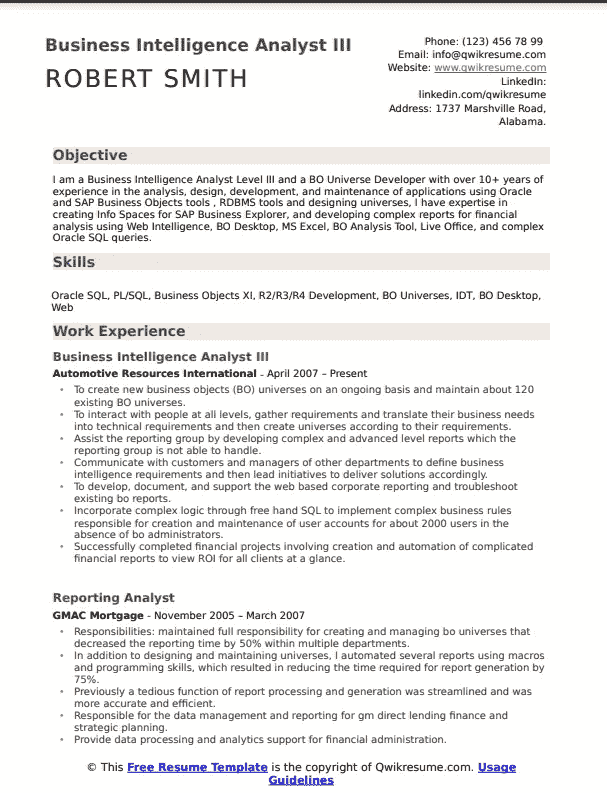 Business Intelligence Analyst III
ROBERT SMITH
Phone: (123) 456 78 99
Email: info@qwikresume.com
Website: www.qwikresume.com
LinkedIn:
linkedin.com/qwikresume
Address: 1737 Marshville Road,
Alabama.
Objective
I am a Business Intelligence Analyst Level III and a BO Universe Developer with over 10+ years of
experience in the analysis, design, development, and maintenance of applications using Oracle
and SAP Business Objects tools , RDBMS tools and designing universes, I have expertise in
creating Info Spaces for SAP Business Explorer, and developing complex reports for financial
analysis using Web Intelligence, BO Desktop, MS Excel, BO Analysis Tool, Live Office, and complex
Oracle SQL queries.
Skills
Oracle SQL, PL/SQL, Business Objects XI, R2/R3/R4 Development, BO Universes, IDT, BO Desktop,
Web
Work Experience
Business Intelligence Analyst III
Automotive Resources International - April 2007 – Present
• To create new business objects (BO) universes on an ongoing basis and maintain about 120
existing BO universes.
• To interact with people at all levels, gather requirements and translate their business needs
into technical requirements and then create universes according to their requirements.
• Assist the reporting group by developing complex and advanced level reports which the
reporting group is not able to handle.
• Communicate with customers and managers of other departments to define business
intelligence requirements and then lead initiatives to deliver solutions accordingly.
• To develop, document, and support the web based corporate reporting and troubleshoot
existing bo reports.
• Incorporate complex logic through free hand SQL to implement complex business rules
responsible for creation and maintenance of user accounts for about 2000 users in the
absence of bo administrators.
• Successfully completed financial projects involving creation and automation of complicated
financial reports to view ROI for all clients at a glance.
Reporting Analyst
GMAC Mortgage - November 2005 – March 2007
• Responsibilities: maintained full responsibility for creating and managing bo universes that
decreased the reporting time by 50% within multiple departments.
• In addition to designing and maintaining universes, I automated several reports using macros
and programming skills, which resulted in reducing the time required for report generation by
75%.
• Previously a tedious function of report processing and generation was streamlined and was
more accurate and efficient.
• Responsible for the data management and reporting for gm direct lending finance and
strategic planning.
• Provide data processing and analytics support for financial administration.
© This Free Resume Template is the copyright of Qwikresume.com. Usage
Guidelines